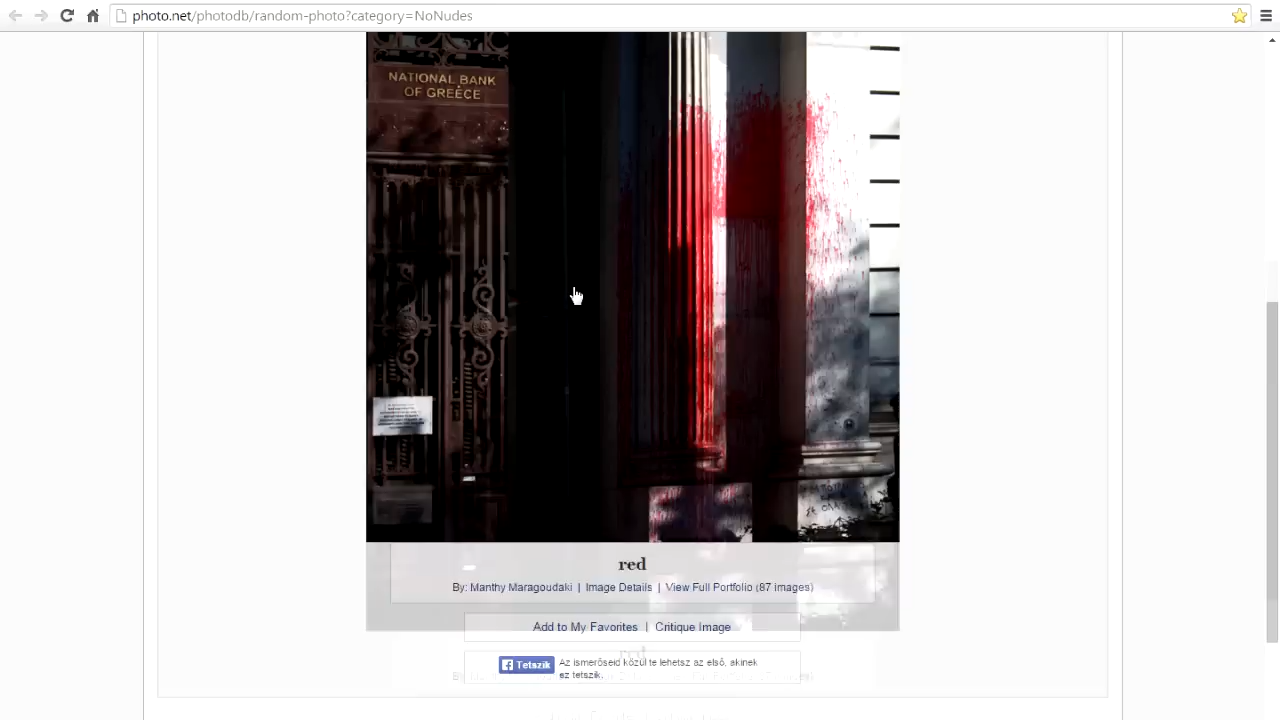 photo.net/photodb/random-photo?category=NoNudes
NATIONAL BANK
OF GREECE
red
By: Manthy Maragoudaki | Image Details | View Full Portfolio (87 images)
Add to My Favorites | Critique Image
Tetszik
Az ismerőseid közül te lehetsz az első, akinek
ez tetszik.